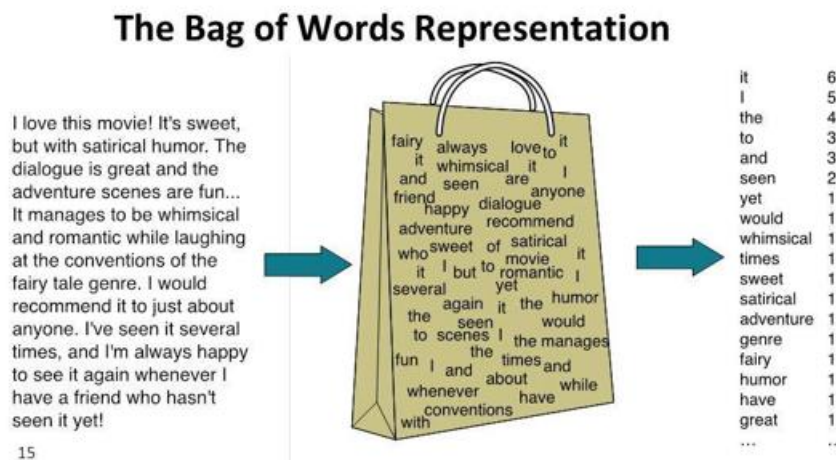 The Bag of Words Representation
I love this movie! It's sweet,
but with satirical humor. The
dialogue is great and the
adventure scenes are fun...
It manages to be whimsical
and romantic while laughing
at the conventions of the
fairy tale genre. I would
recommend it to just about
anyone. I've seen it several
times, and I'm always happy
to see it again whenever I
have a friend who hasn't
seen it yet!
15
fairy always love to it
it whimsical it I
and seen are anyone
friend happy dialogue
adventure recommend
who sweet of satirical
it I but to movie it
romantic I
several yet
again it the humor
the seen would
to scenes I the manages
fun I and the times and
about while
whenever have
conventions
with
it 6
I 5
the 4
to 3
and 3
seen 2
yet 1
would 1
whimsical 1
times 1
sweet 1
satirical 1
adventure 1
genre 1
fairy 1
humor 1
have 1
great 1
... ..